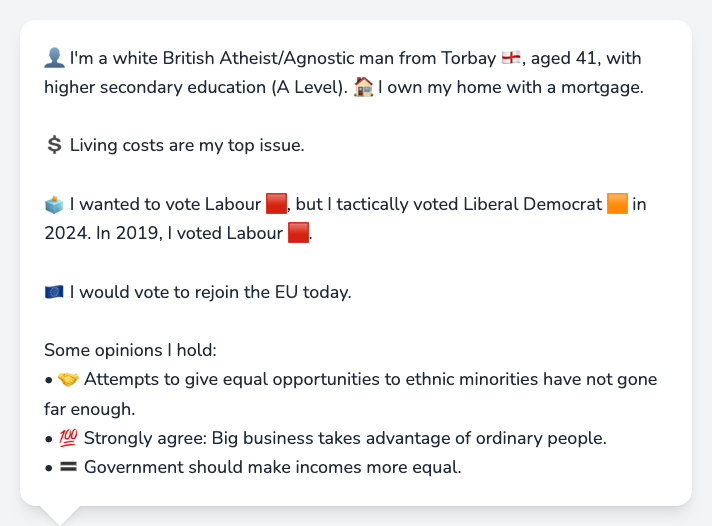 👤 I'm a white British Atheist/Agnostic man from Torbay 🏴󠁧󠁢󠁥󠁮󠁧󠁿, aged 41, with
higher secondary education (A Level). 🏠 I own my home with a mortgage.
💲 Living costs are my top issue.
🗳️ I wanted to vote Labour 🟥, but I tactically voted Liberal Democrat 🟧 in
2024. In 2019, I voted Labour 🟥.
🇪🇺 I would vote to rejoin the EU today.
Some opinions I hold:
• 🤝 Attempts to give equal opportunities to ethnic minorities have not gone
far enough.
• 💯 Strongly agree: Big business takes advantage of ordinary people.
• 🟰 Government should make incomes more equal.